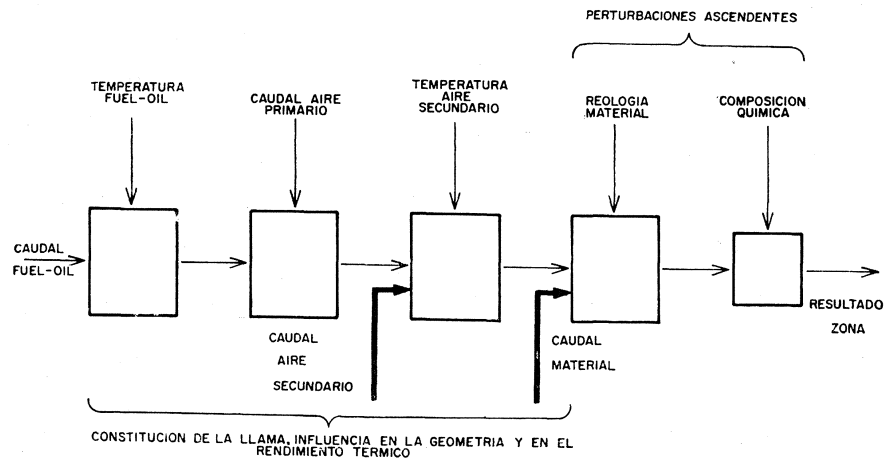 PERTURBACIONES ASCENDENTES
TEMPERATURA
FUEL-OIL
CAUDAL AIRE
PRIMARIO
TEMPERATURA
AIRE
SECUNDARIO
REOLOGIA
MATERIAL
COMPOSICION
QUIMICA
CAUDAL
FUEL-OIL
CAUDAL
AIRE
SECUNDARIO
CAUDAL
MATERIAL
RESULTADO
ZONA
CONSTITUCION DE LA LLAMA, INFLUENCIA EN LA GEOMETRIA Y EN EL
RENDIMIENTO TERMICO